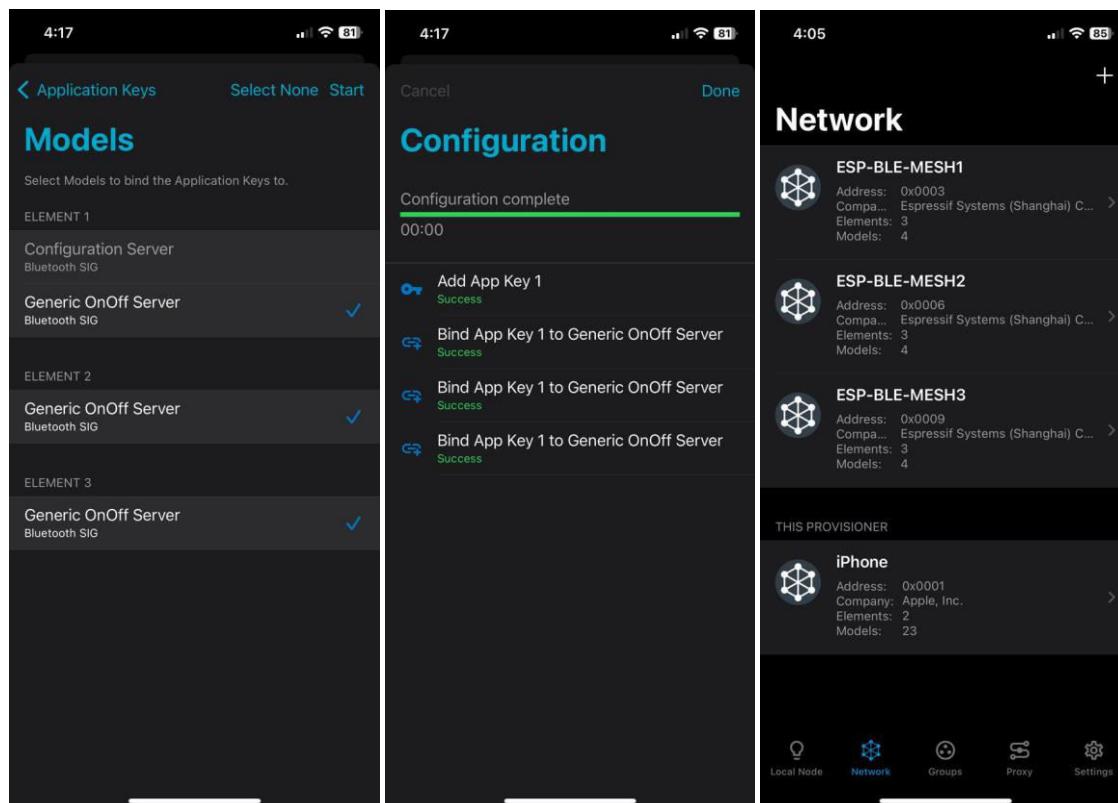 4:17
81
Application Keys
Select None Start
Models
Select Models to bind the Application Keys to.
ELEMENT 1
Configuration Server
Bluetooth SIG
Generic OnOff Server
Bluetooth SIG
ELEMENT 2
Generic OnOff Server
Bluetooth SIG
ELEMENT 3
Generic OnOff Server
Bluetooth SIG
4:17
81
Cancel
Done
Configuration
Configuration complete
00:00
Add App Key 1
Success
Bind App Key 1 to Generic OnOff Server
Success
Bind App Key 1 to Generic OnOff Server
Success
Bind App Key 1 to Generic OnOff Server
Success
4:05
85
Network
ESP-BLE-MESH1
Address: 0x0003
Compa... Espressif Systems (Shanghai) C...
Elements: 3
Models: 4
ESP-BLE-MESH2
Address: 0x0006
Compa... Espressif Systems (Shanghai) C...
Elements: 3
Models: 4
ESP-BLE-MESH3
Address: 0x0009
Compa... Espressif Systems (Shanghai) C...
Elements: 3
Models: 4
THIS PROVISIONER
iPhone
Address: 0x0001
Company: Apple, Inc.
Elements: 2
Models: 23
Local Node Network Groups Proxy Settings